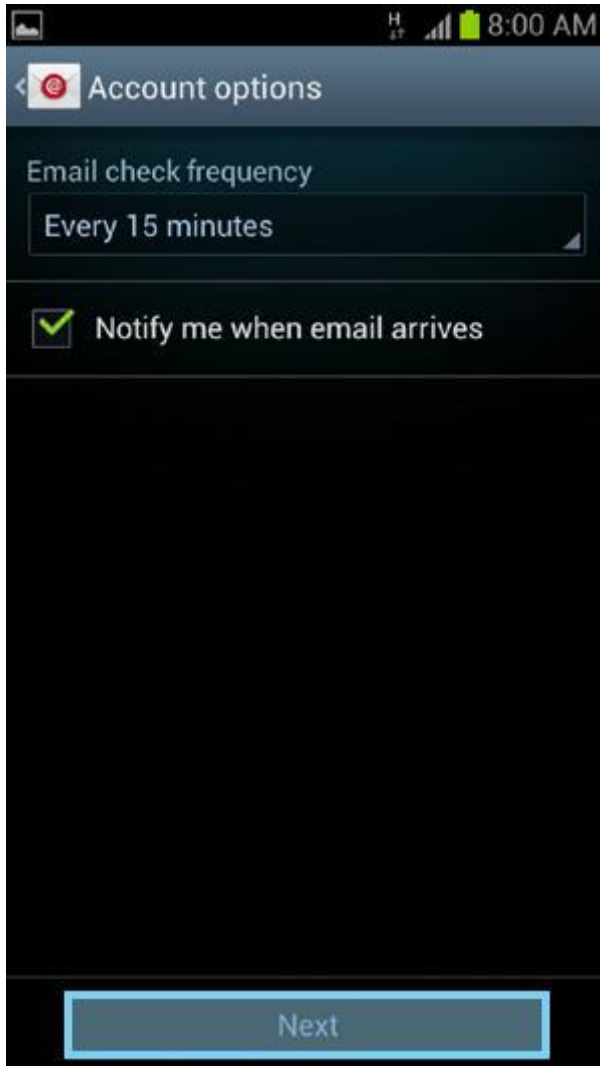 H 8:00 AM
Account options
Email check frequency
Every 15 minutes
Notify me when email arrives
Next